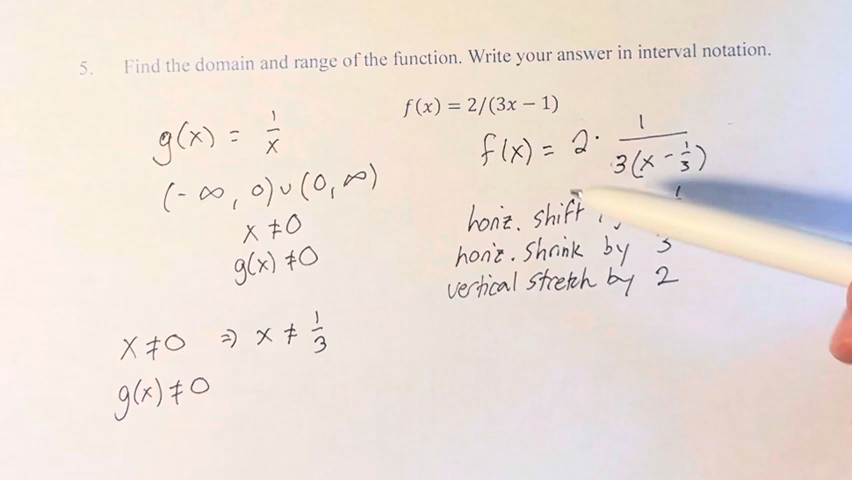 5. Find the domain and range of the function. Write your answer in interval notation.
f(x) = 2/(3x – 1)
g(x) = 1/x
f(x) = 2 · 1/3(x - 1/3)
(-∞, 0) ∪ (0, ∞)
x ≠ 0
g(x) ≠ 0
horiz. shift
horiz. shrink by 3
vertical stretch by 2
x ≠ 0 ⇒ x ≠ 1/3
g(x) ≠ 0